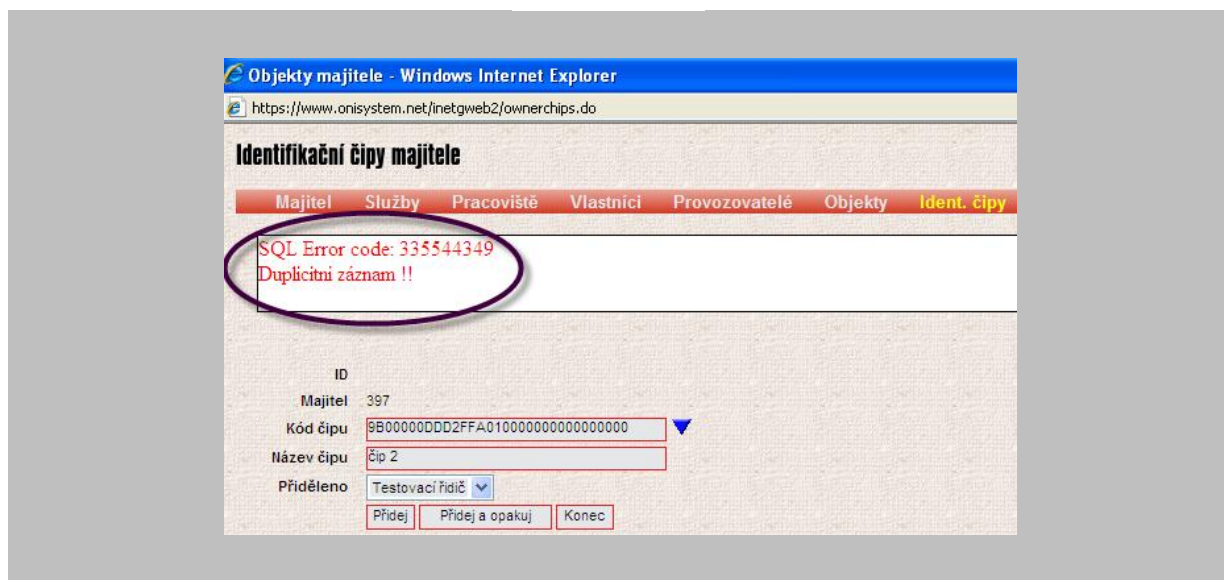 Objekty majitele - Windows Internet Explorer
https://www.onisystem.net/inetgweb2/ownerchips.do
Identifikační čipy majitele
Majitel Služby Pracoviště Vlastníci Provozovatelé Objekty Ident. čipy
SQL Error code: 335544349
Duplicitní záznam !!
ID
Majitel 397
Kód čipu 9B00000DDD2FFA010000000000000000
Název čipu čip 2
Přiděleno Testovací řidič
Přidej Přidej a opakuj Konec